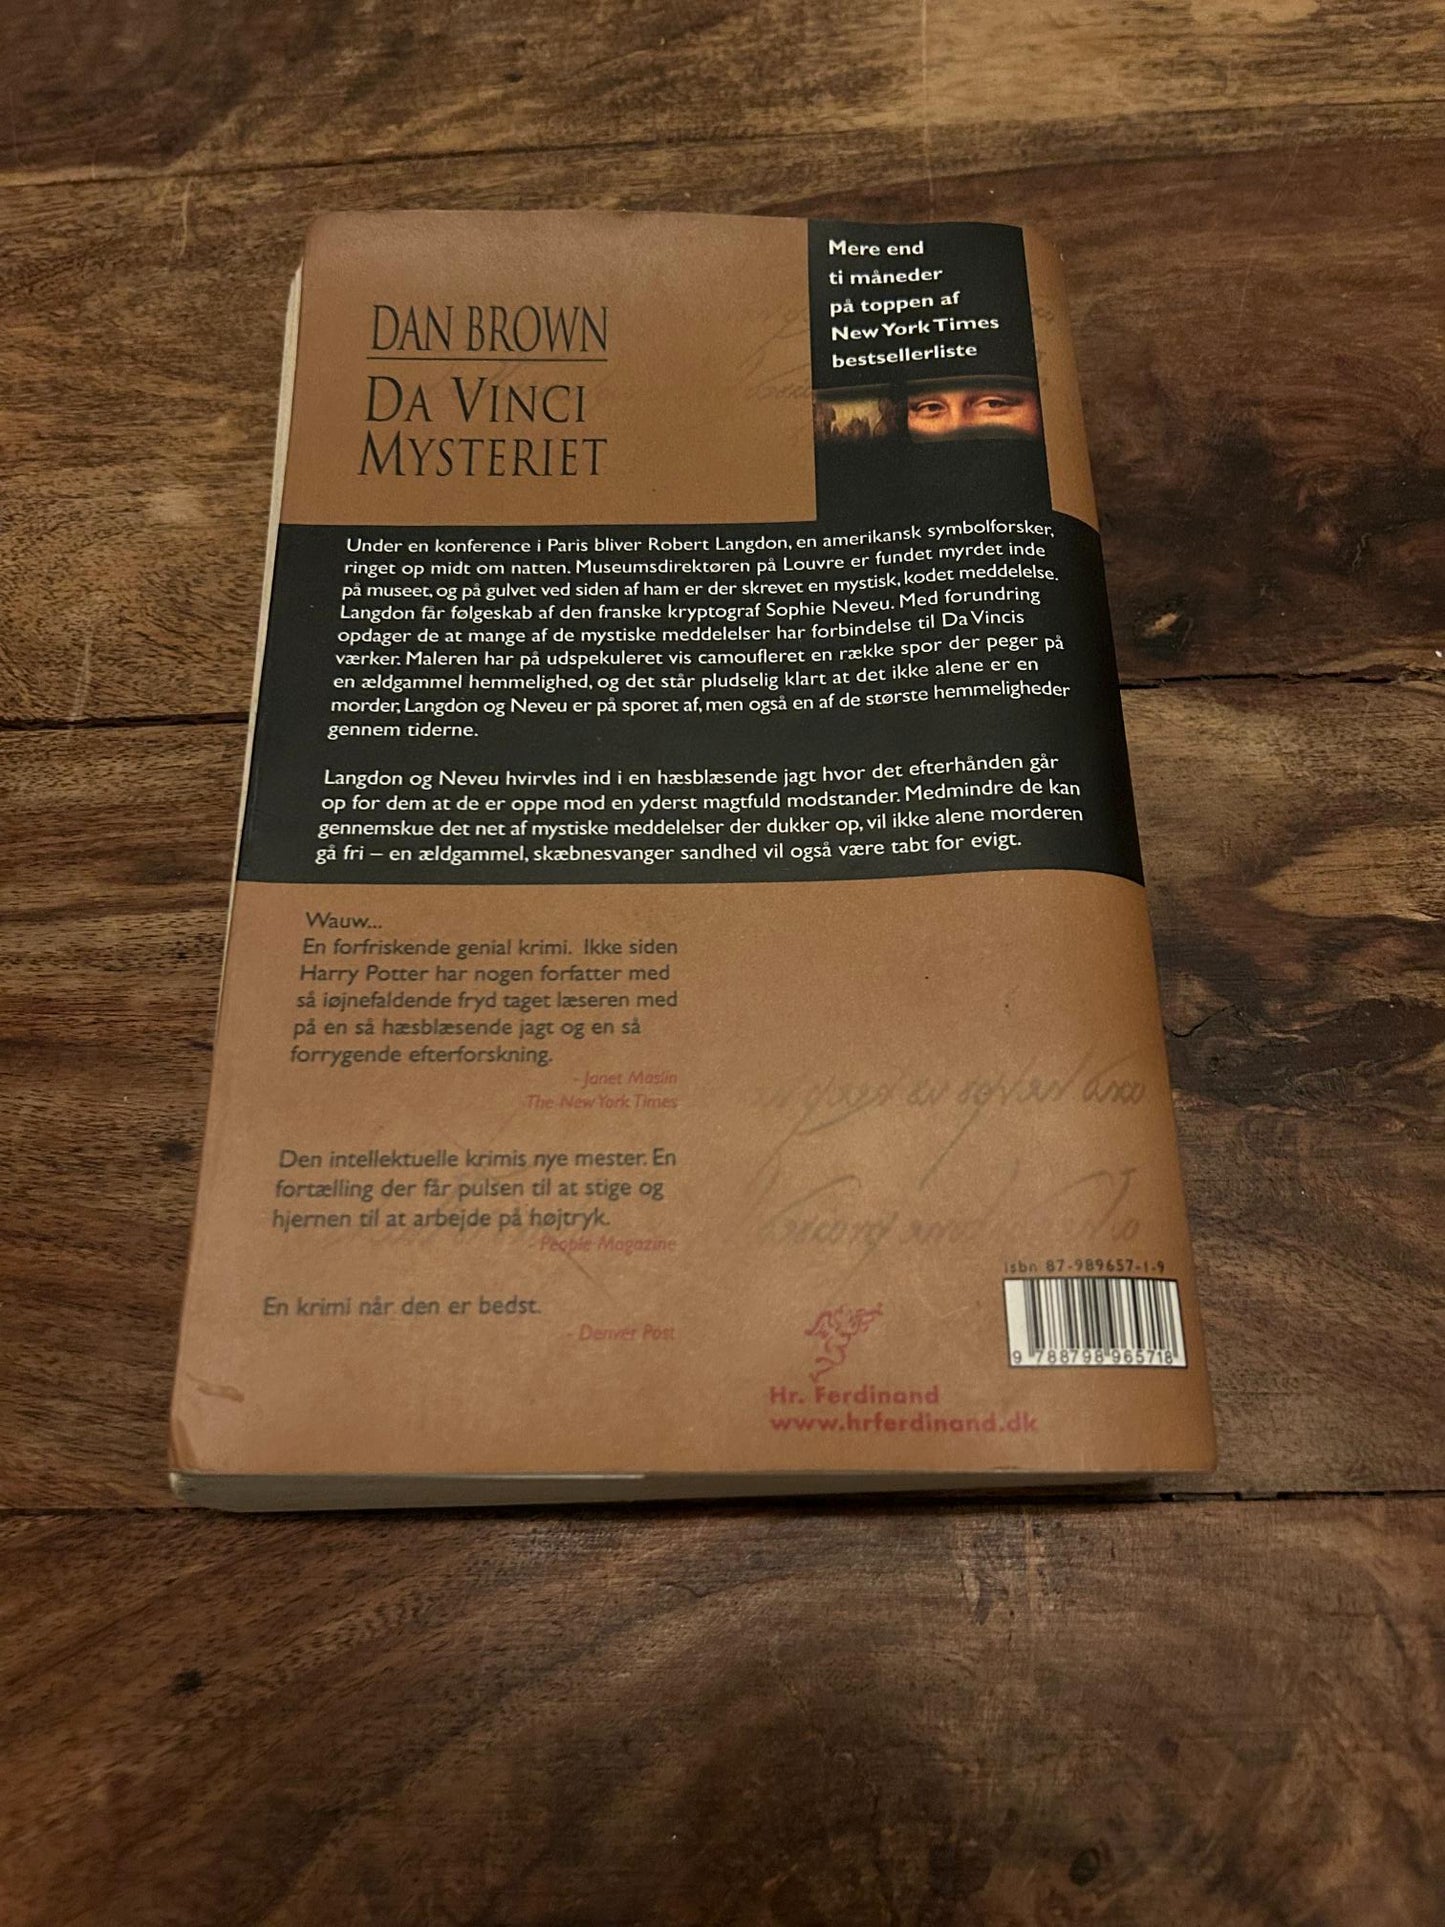 DAN BROWN
DA VINCI
MYSTERIET
Mere end
ti måneder
på toppen af
New York Times
bestsellerliste
Under en konference i Paris bliver Robert Langdon, en amerikansk symbolforsker,
ringet op midt om natten. Museumsdirektøren på Louvre er fundet myrdet inde
på museet, og på gulvet ved siden af ham er der skrevet en mystisk, kodet meddelelse.
Langdon får følgeskab af den franske kryptograf Sophie Neveu. Med forundring
opdager de at mange af de mystiske meddelelser har forbindelse til Da Vincis
værker. Maleren har på udspekuleret vis camoufleret en række spor der peger på
en ældgammel hemmelighed, og det står pludselig klart at det ikke alene er en
morder, Langdon og Neveu er på sporet af, men også en af de største hemmeligheder
gennem tiderne.
Langdon og Neveu hvirvles ind i en hæsblæsende jagt hvor det efterhånden går
op for dem at de er oppe mod en yderst magtfuld modstander. Medmindre de kan
gennemskue det net af mystiske meddelelser der dukker op, vil ikke alene morderen
gå fri – en ældgammel, skæbnesvanger sandhed vil også være tabt for evigt.
Wauw...
En forfriskende genial krimi. Ikke siden
Harry Potter har nogen forfatter med
så iøjnefaldende fryd taget læseren med
på en så hæsblæsende jagt og en så
forrygende efterforskning.
- Janet Maslin
The New York Times
Den intellektuelle krimis nye mester. En
fortælling der får pulsen til at stige og
hjernen til at arbejde på højtryk.
- People Magazine
En krimi når den er bedst.
- Denver Post
isbn 87-989657-1-9
9 788798 965718
Hr. Ferdinand
www.hrferdinand.dk